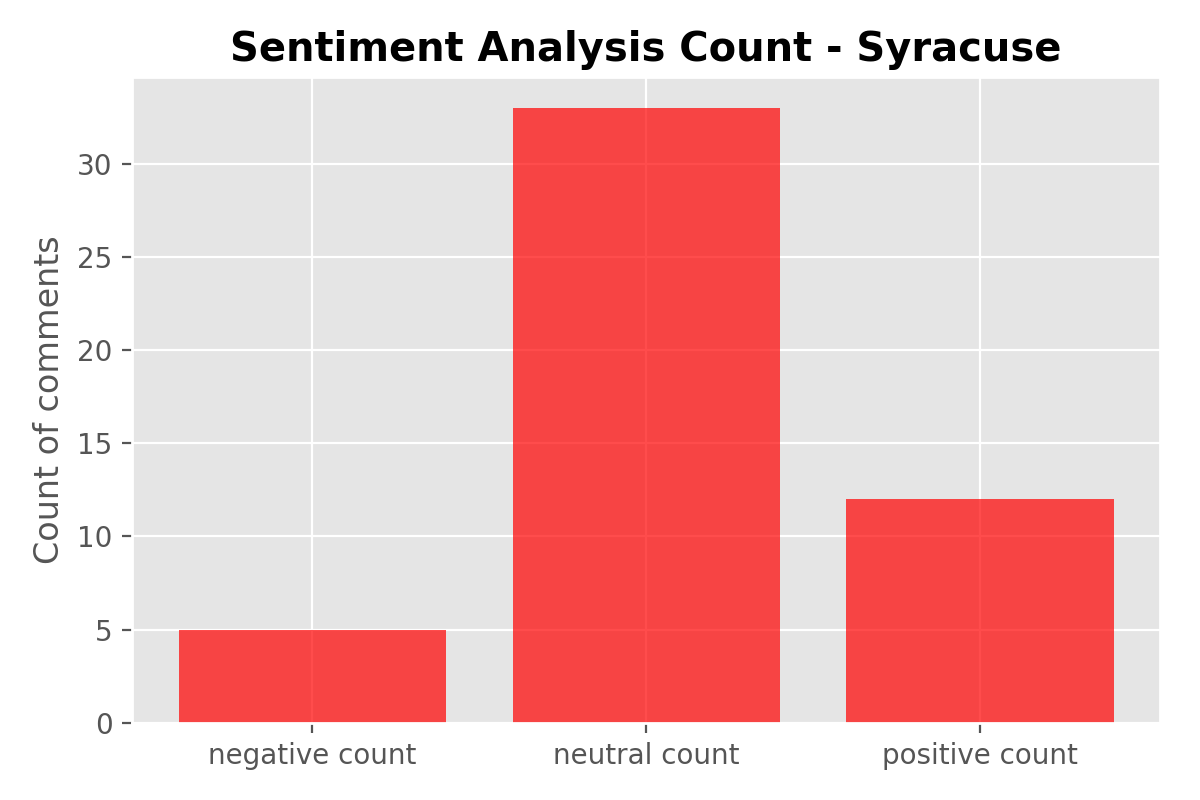 Sentiment Analysis Count - Syracuse
Count of comments
30
25
20
15
10
5
0
negative count
neutral count
positive count